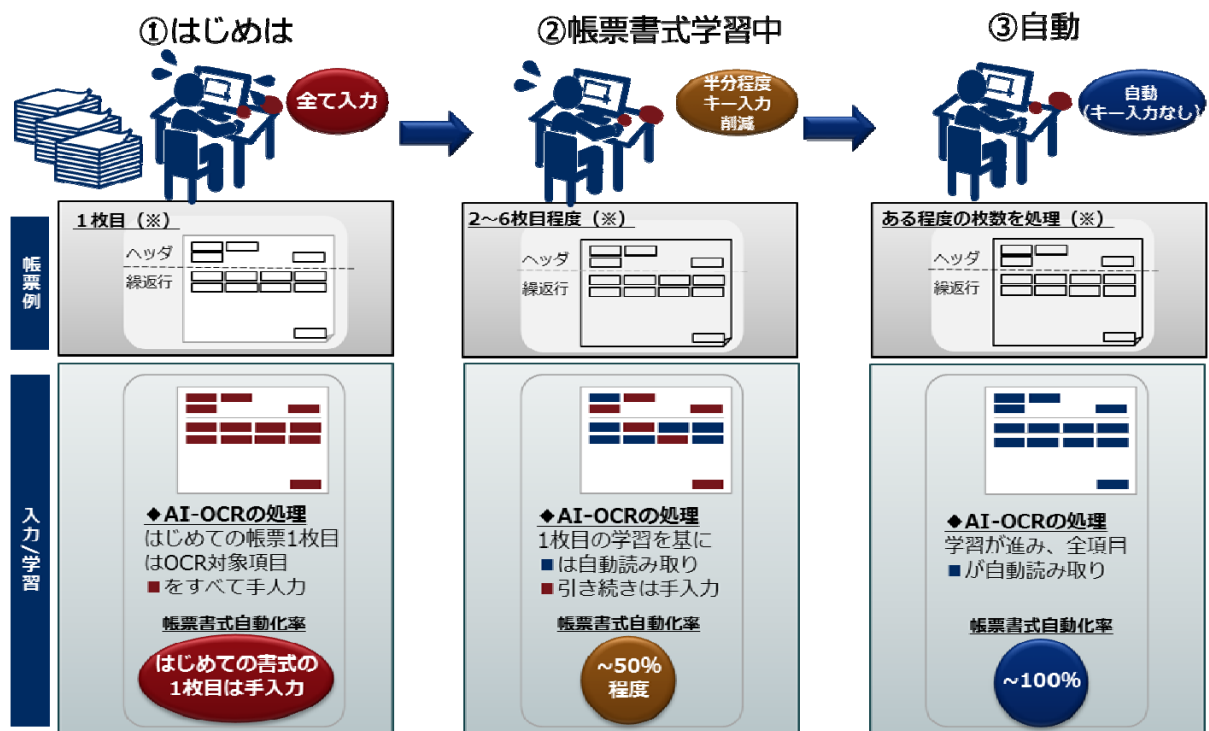 ①はじめは
全て入力
②帳票書式学習中
半分程度
キー入力
削減
③自動
自動
(キー入力なし)
帳票例
1枚目（※）
ヘッダ
繰返行
2～6枚目程度（※）
ヘッダ
繰返行
ある程度の枚数を処理（※）
ヘッダ
繰返行
入力/学習
◆AI-OCRの処理
はじめての帳票1枚目
はOCR対象項目
■をすべて手入力
帳票書式自動化率
はじめての書式の
1枚目は手入力
◆AI-OCRの処理
1枚目の学習を基に
■は自動読み取り
■引き続きは手入力
帳票書式自動化率
~50%
程度
◆AI-OCRの処理
学習が進み、全項目
■が自動読み取り
帳票書式自動化率
~100%